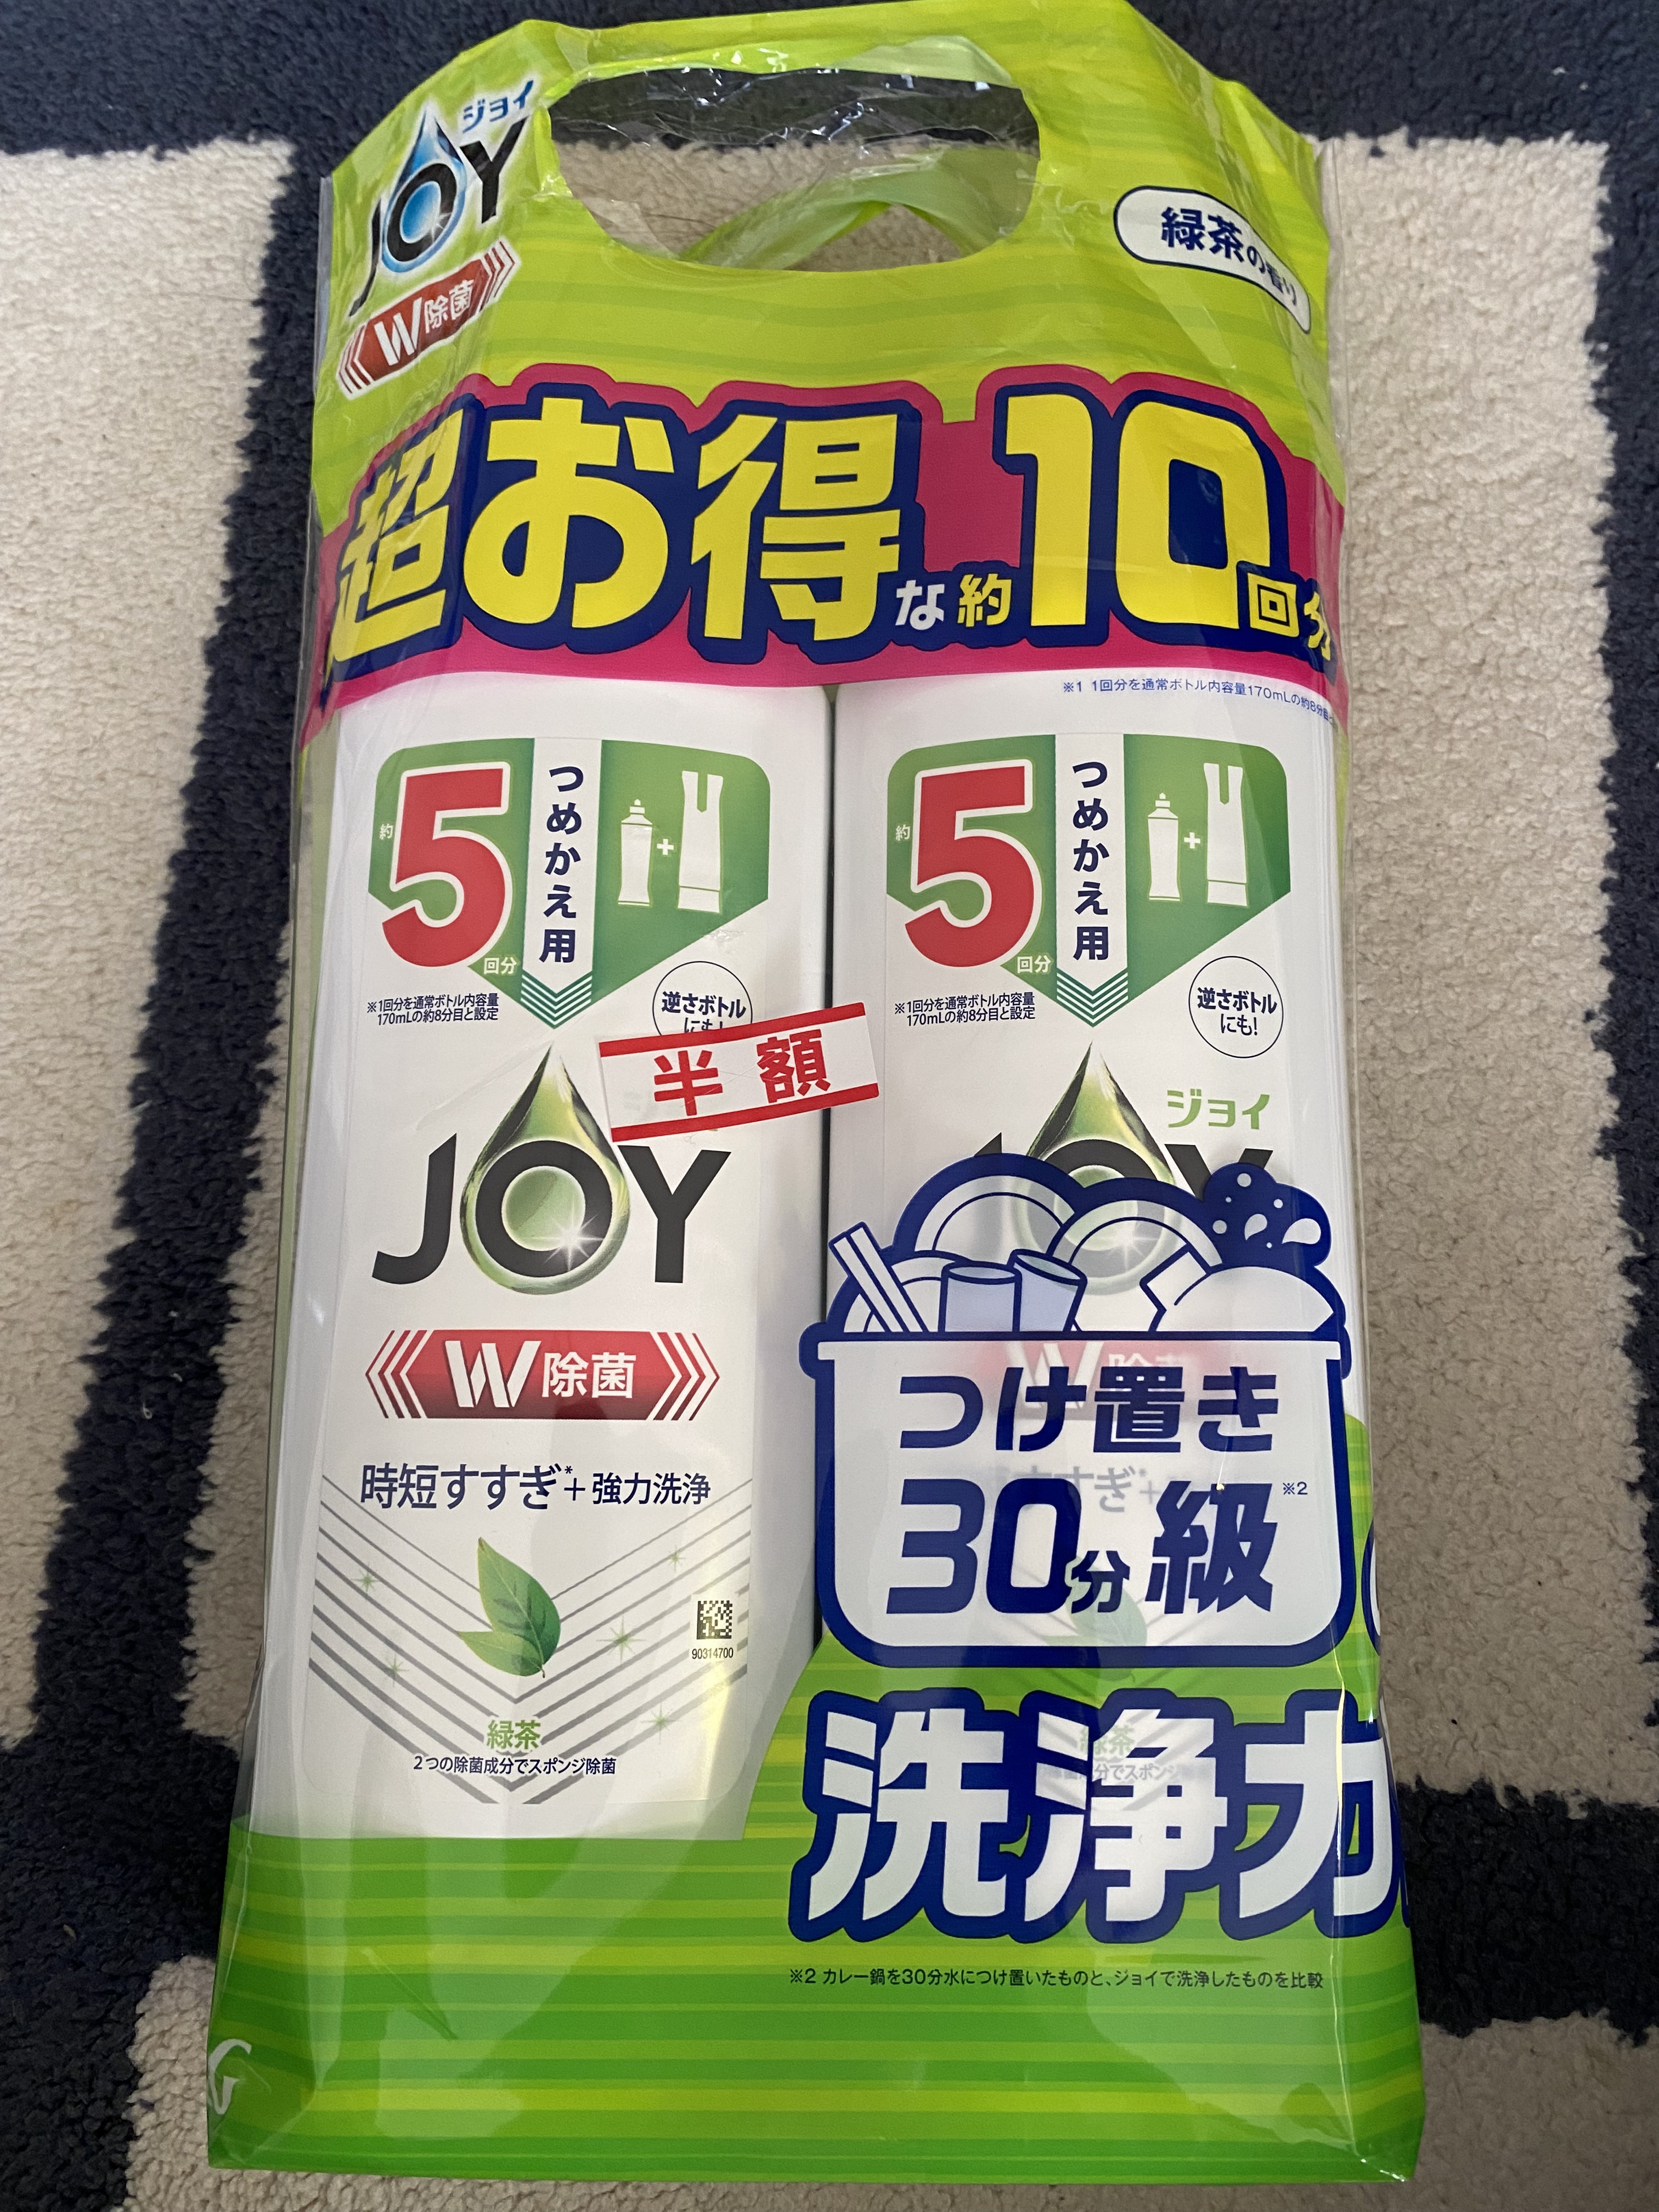 ジョイ
JOY
W除菌
緑茶の香り
超お得な約10回分
※1 1回分を通常ボトル内容量170mLの約8分目
約5回分
つめかえ用
+
※1回分を通常ボトル内容量
170mLの約8分目と設定
逆さボトル
にも!
半額
JOY
W除菌
時短すすぎ*+強力洗浄
90314700
緑茶
2つの除菌成分でスポンジ除菌
約5回分
つめかえ用
+
※1回分を通常ボトル内容量
170mLの約8分目と設定
逆さボトル
にも!
ジョイ
JOY
つけ置き
30分級※2
洗浄力
※2 カレー鍋を30分水につけ置いたものと、ジョイで洗浄したものを比較